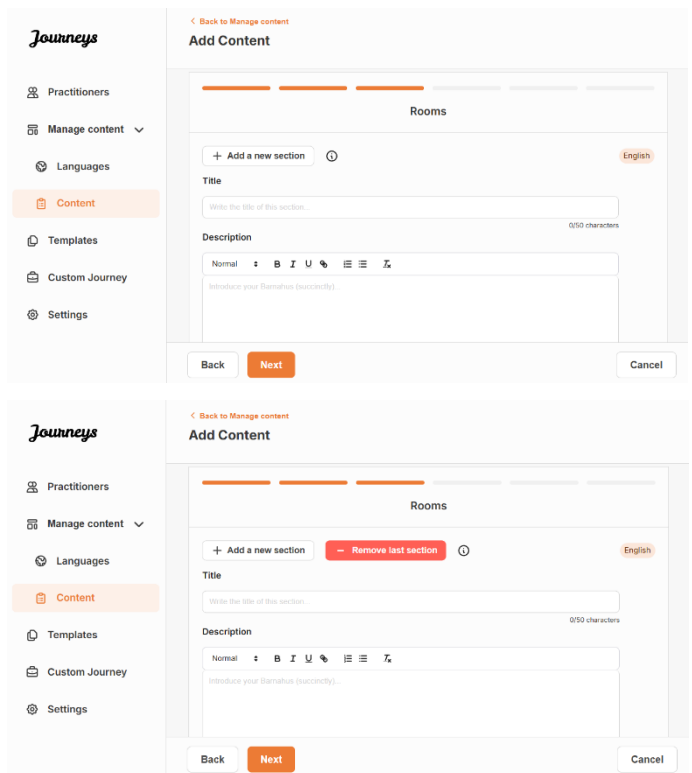 Journeys
Practitioners
Manage content
Languages
Content
Templates
Custom Journey
Settings
Back to Manage content
Add Content
Rooms
+ Add a new section
English
Title
Write the title of this section...
0/50 characters
Description
Normal B I U
Introduce your Barnahus (succinctly)...
Back Next Cancel
Journeys
Practitioners
Manage content
Languages
Content
Templates
Custom Journey
Settings
Back to Manage content
Add Content
Rooms
+ Add a new section − Remove last section
English
Title
Write the title of this section...
0/50 characters
Description
Normal B I U
Introduce your Barnahus (succinctly)...
Back Next Cancel